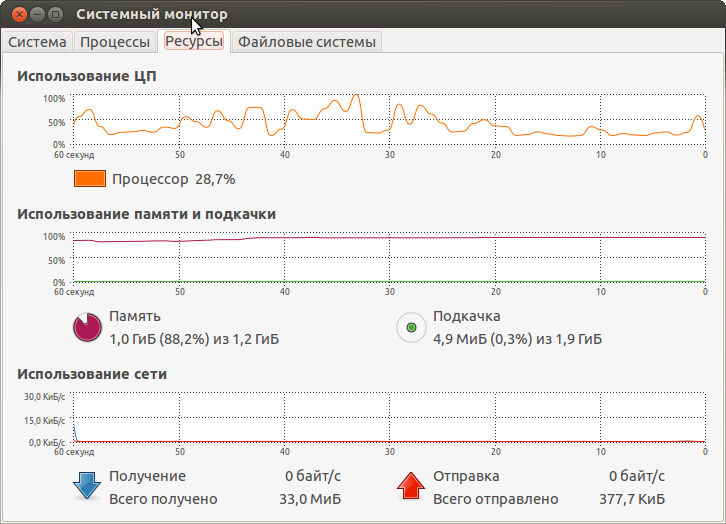 Системный монитор
Система Процессы Ресурсы Файловые системы
Использование ЦП
100%
50%
0%
60 секунд 50 40 30 20 10 0
Процессор 28,7%
Использование памяти и подкачки
100%
50%
0%
60 секунд 50 40 30 20 10 0
Память Подкачка
1,0 ГиБ (88,2%) из 1,2 ГиБ 4,9 МиБ (0,3%) из 1,9 ГиБ
Использование сети
30,0 КиБ/с
15,0 КиБ/с
0,0 КиБ/с
60 секунд 50 40 30 20 10 0
Получение 0 байт/с Отправка 0 байт/с
Всего получено 33,0 МиБ Всего отправлено 377,7 КиБ